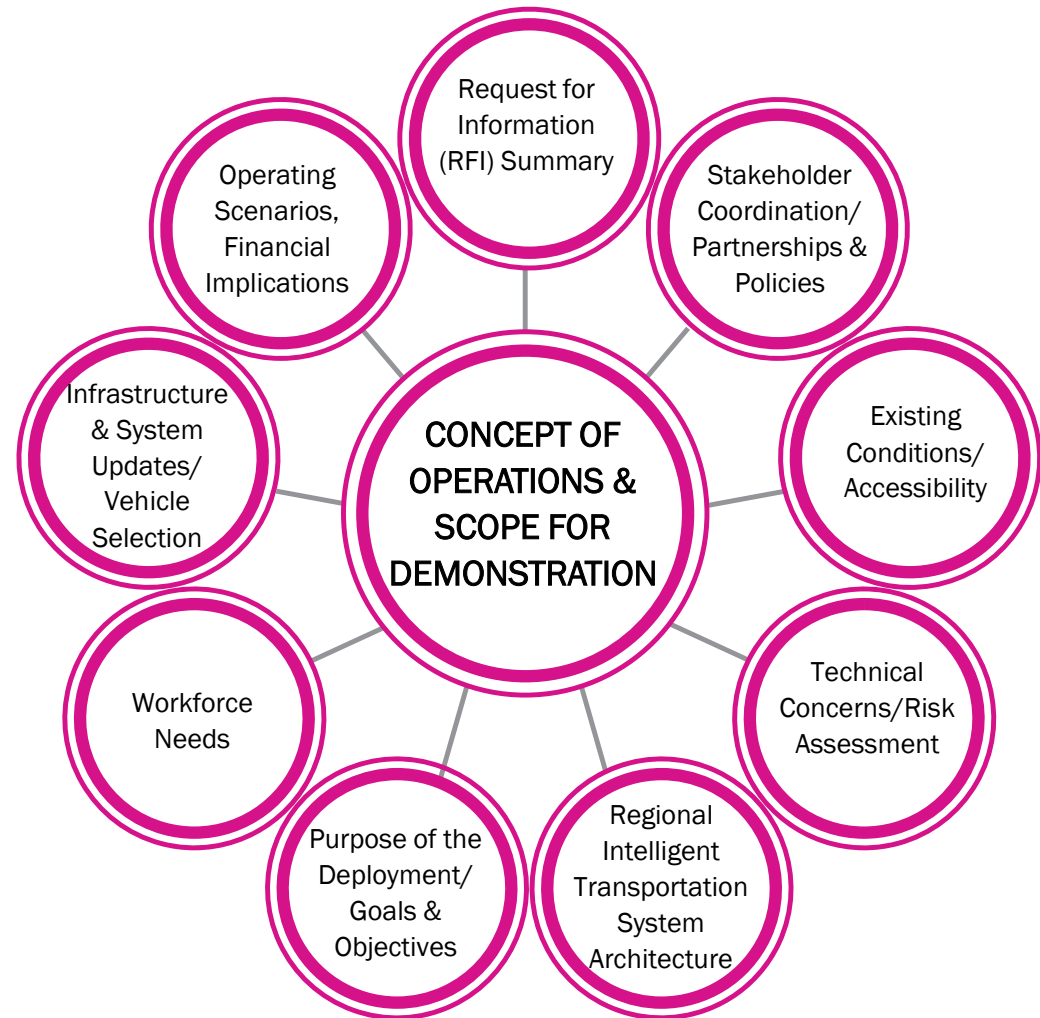 Request for
Information
(RFI) Summary
Stakeholder
Coordination/
Partnerships &
Policies
Existing
Conditions/
Accessibility
Technical
Concerns/Risk
Assessment
Regional
Intelligent
Transportation
System
Architecture
Purpose of the
Deployment/
Goals &
Objectives
Workforce
Needs
Infrastructure
& System
Updates/
Vehicle
Selection
Operating
Scenarios,
Financial
Implications
CONCEPT OF
OPERATIONS &
SCOPE FOR
DEMONSTRATION